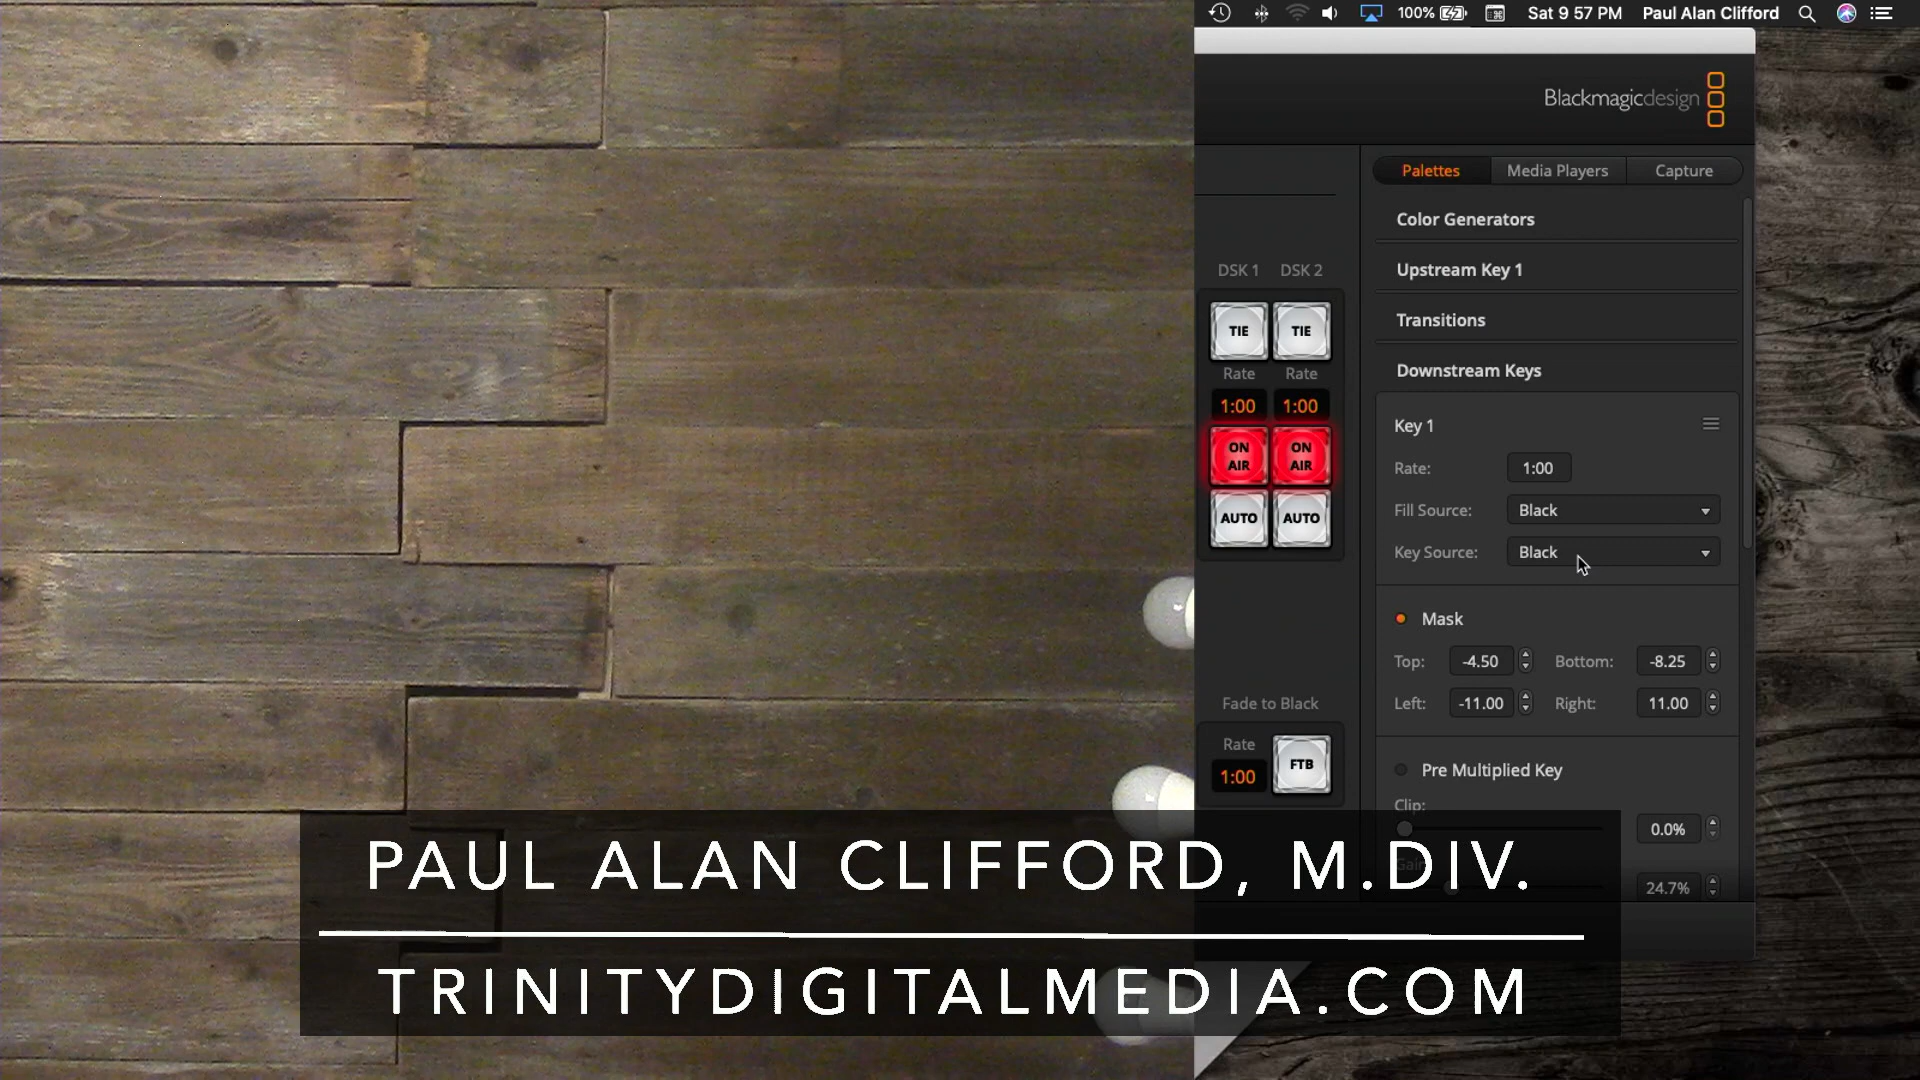 100%
Sat 9 57 PM
Paul Alan Clifford
Blackmagicdesign
Palettes
Media Players
Capture
Color Generators
Upstream Key 1
Transitions
Downstream Keys
DSK 1
DSK 2
TIE
TIE
Rate
Rate
1:00
1:00
ON AIR
ON AIR
AUTO
AUTO
Fade to Black
Rate
1:00
FTB
Key 1
Rate:
1:00
Fill Source:
Black
Key Source:
Black
Mask
Top:
-4.50
Bottom:
-8.25
Left:
-11.00
Right:
11.00
Pre Multiplied Key
Clip:
0.0%
Gain:
24.7%
PAUL ALAN CLIFFORD, M.DIV.
TRINITYDIGITALMEDIA.COM